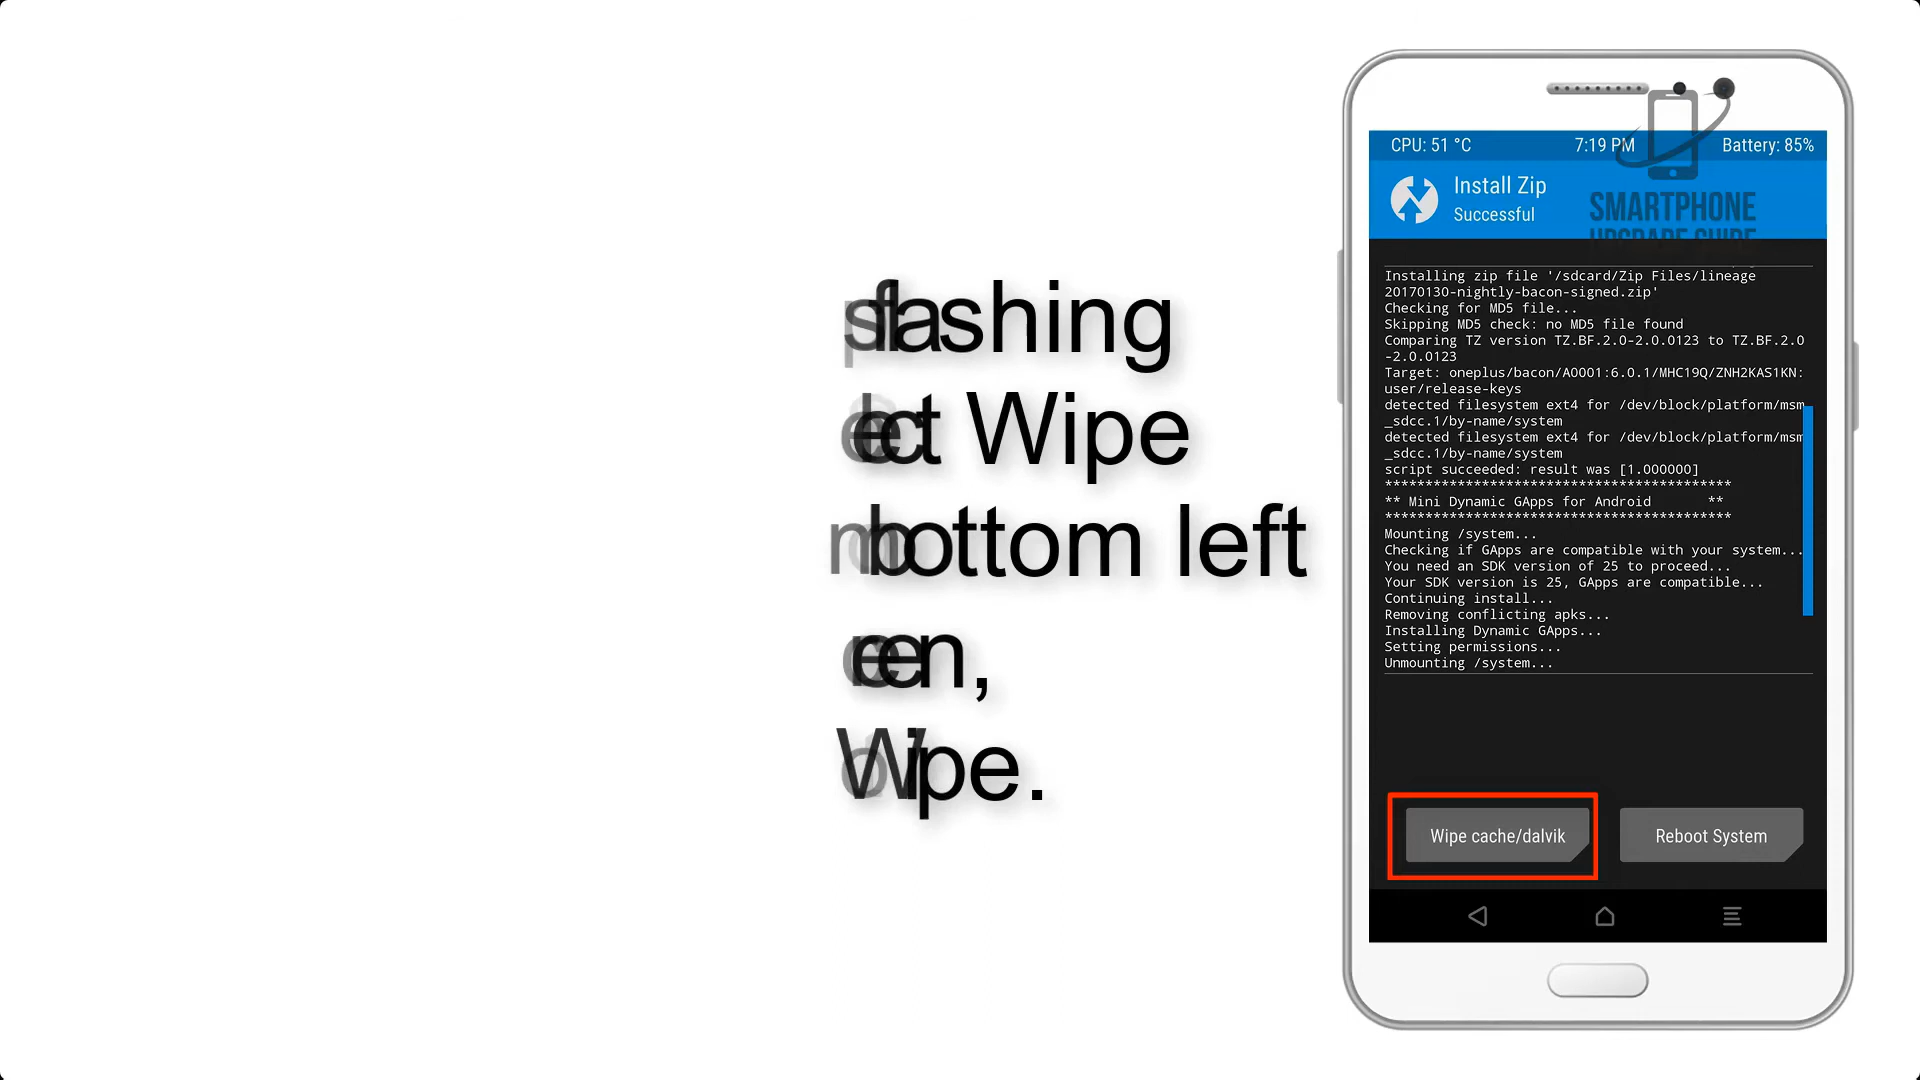 flashing
Wipe
bottom left
Wipe.
CPU: 51 °C 7:19 PM Battery: 85%
Install Zip
Successful
SMARTPHONE
UPGRADE GUIDE
Installing zip file '/sdcard/Zip Files/lineage
20170130-nightly-bacon-signed.zip'
Checking for MD5 file...
Skipping MD5 check: no MD5 file found
Comparing TZ version TZ.BF.2.0-2.0.0123 to TZ.BF.2.0
-2.0.0123
Target: oneplus/bacon/A0001:6.0.1/MHC19Q/ZNH2KAS1KN:
user/release-keys
detected filesystem ext4 for /dev/block/platform/msm
_sdcc.1/by-name/system
detected filesystem ext4 for /dev/block/platform/msm
_sdcc.1/by-name/system
script succeeded: result was [1.000000]
*******************************************
** Mini Dynamic GApps for Android **
*******************************************
Mounting /system...
Checking if GApps are compatible with your system...
You need an SDK version of 25 to proceed...
Your SDK version is 25, GApps are compatible...
Continuing install...
Removing conflicting apks...
Installing Dynamic GApps...
Setting permissions...
Unmounting /system...
Wipe cache/dalvik Reboot System